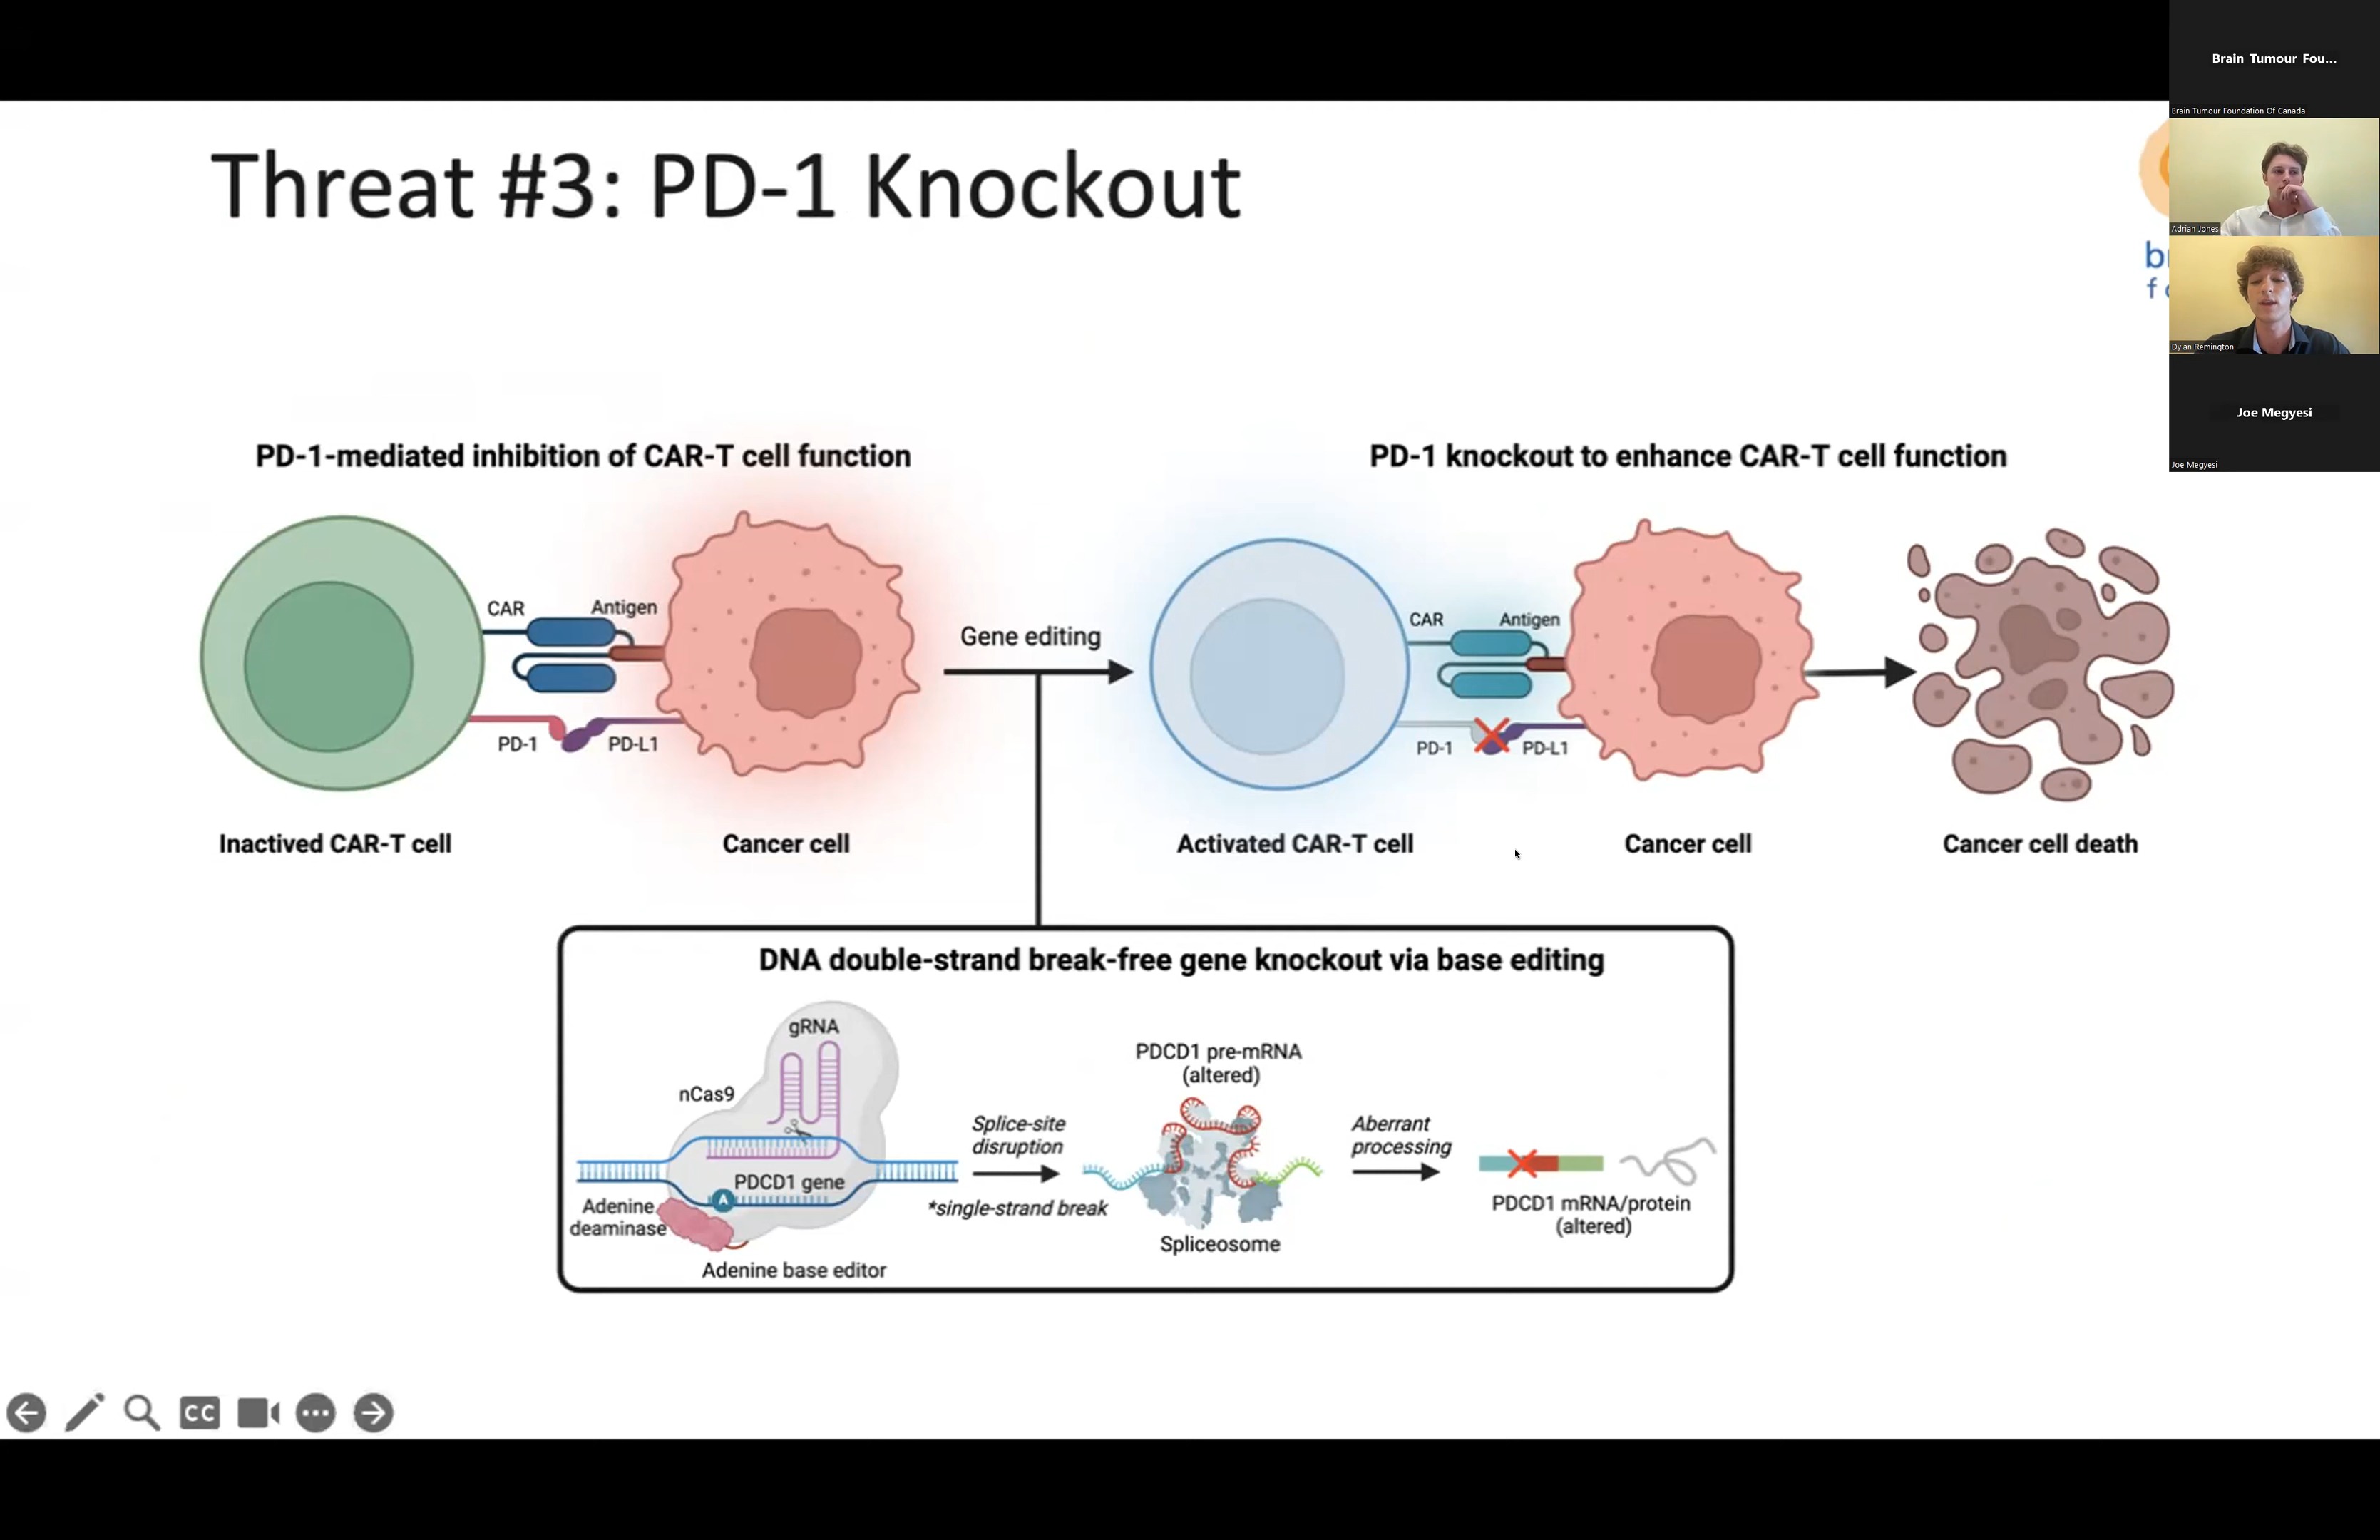 Threat #3: PD-1 Knockout
PD-1-mediated inhibition of CAR-T cell function
CAR
Antigen
PD-1
PD-L1
Inactived CAR-T cell
Cancer cell
Gene editing
PD-1 knockout to enhance CAR-T cell function
CAR
Antigen
PD-1
PD-L1
Activated CAR-T cell
Cancer cell
Cancer cell death
DNA double-strand break-free gene knockout via base editing
gRNA
nCas9
PDCD1 gene
A
Adenine
deaminase
Adenine base editor
Splice-site
disruption
*single-strand break
PDCD1 pre-mRNA
(altered)
Spliceosome
Aberrant
processing
PDCD1 mRNA/protein
(altered)
CC
Brain Tumour Fou...
Brain Tumour Foundation Of Canada
Adrian Jones
Dylan Remington
Joe Megyesi
Joe Megyesi